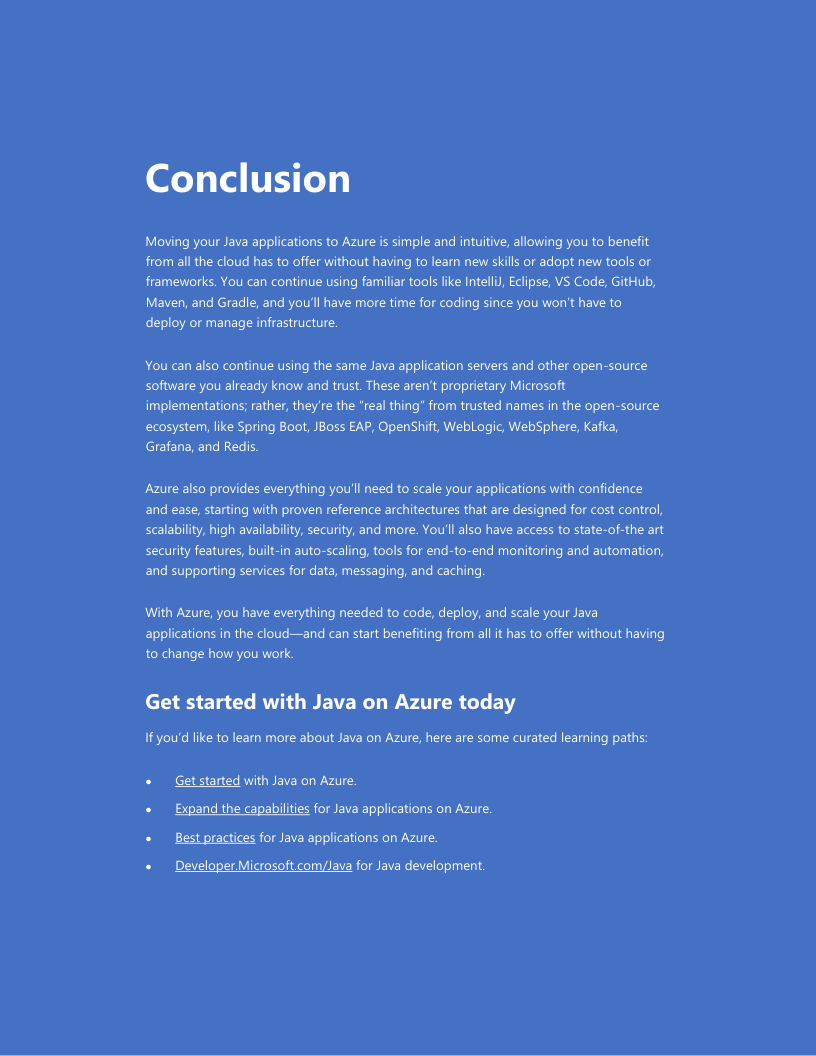 Conclusion
Moving your Java applications to Azure is simple and intuitive, allowing you to benefit
from all the cloud has to offer without having to learn new skills or adopt new tools or
frameworks. You can continue using familiar tools like IntelliJ, Eclipse, VS Code, GitHub,
Maven, and Gradle, and you’ll have more time for coding since you won’t have to
deploy or manage infrastructure.
You can also continue using the same Java application servers and other open-source
software you already know and trust. These aren’t proprietary Microsoft
implementations; rather, they’re the “real thing” from trusted names in the open-source
ecosystem, like Spring Boot, JBoss EAP, OpenShift, WebLogic, WebSphere, Kafka,
Grafana, and Redis.
Azure also provides everything you’ll need to scale your applications with confidence
and ease, starting with proven reference architectures that are designed for cost control,
scalability, high availability, security, and more. You’ll also have access to state-of-the art
security features, built-in auto-scaling, tools for end-to-end monitoring and automation,
and supporting services for data, messaging, and caching.
With Azure, you have everything needed to code, deploy, and scale your Java
applications in the cloud—and can start benefiting from all it has to offer without having
to change how you work.
Get started with Java on Azure today
If you’d like to learn more about Java on Azure, here are some curated learning paths:
• Get started with Java on Azure.
• Expand the capabilities for Java applications on Azure.
• Best practices for Java applications on Azure.
• Developer.Microsoft.com/Java for Java development.